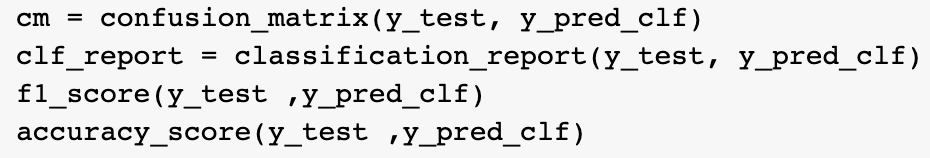 cm = confusion_matrix(y_test, y_pred_clf)
clf_report = classification_report(y_test, y_pred_clf)
f1_score(y_test ,y_pred_clf)
accuracy_score(y_test ,y_pred_clf)